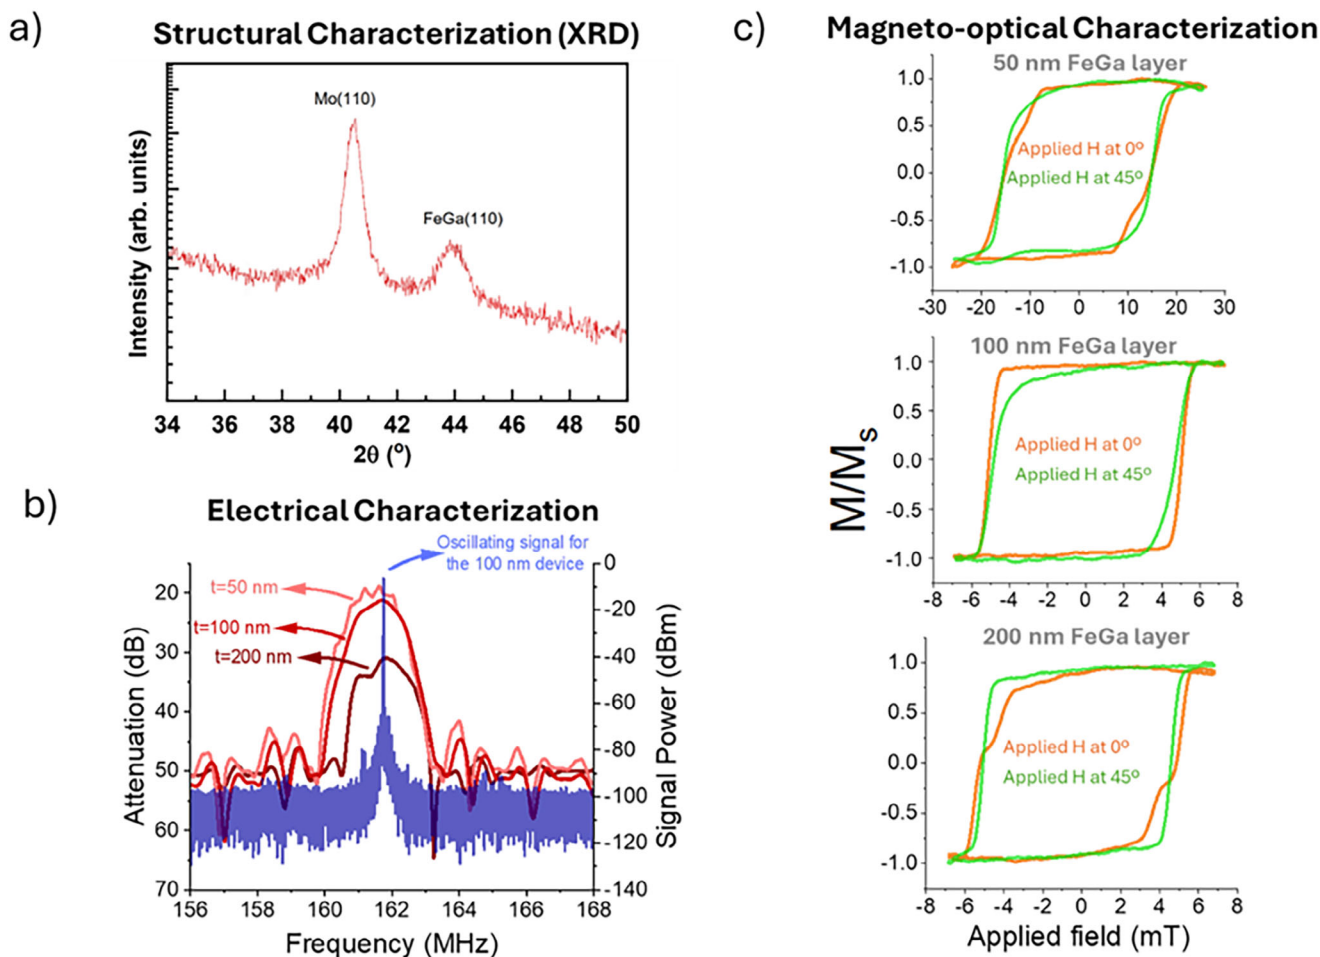 a)
Structural Characterization (XRD)
Mo(110)
FeGa(110)
Intensity (arb. units)
34 36 38 40 42 44 46 48 50
2θ (º)
b)
Electrical Characterization
Oscillating signal for
the 100 nm device
t=50 nm
t=100 nm
t=200 nm
Attenuation (dB)
20
30
40
50
60
70
Signal Power (dBm)
0
-20
-40
-60
-80
-100
-120
-140
156 158 160 162 164 166 168
Frequency (MHz)
c)
Magneto-optical Characterization
50 nm FeGa layer
1.0
0.5
0.0
-0.5
-1.0
Applied H at 0º
Applied H at 45º
-30 -20 -10 0 10 20 30
100 nm FeGa layer
M/Ms
1.0
0.5
0.0
-0.5
-1.0
Applied H at 0º
Applied H at 45º
-8 -6 -4 -2 0 2 4 6 8
200 nm FeGa layer
1.0
0.5
0.0
-0.5
-1.0
Applied H at 0º
Applied H at 45º
-8 -6 -4 -2 0 2 4 6 8
Applied field (mT)